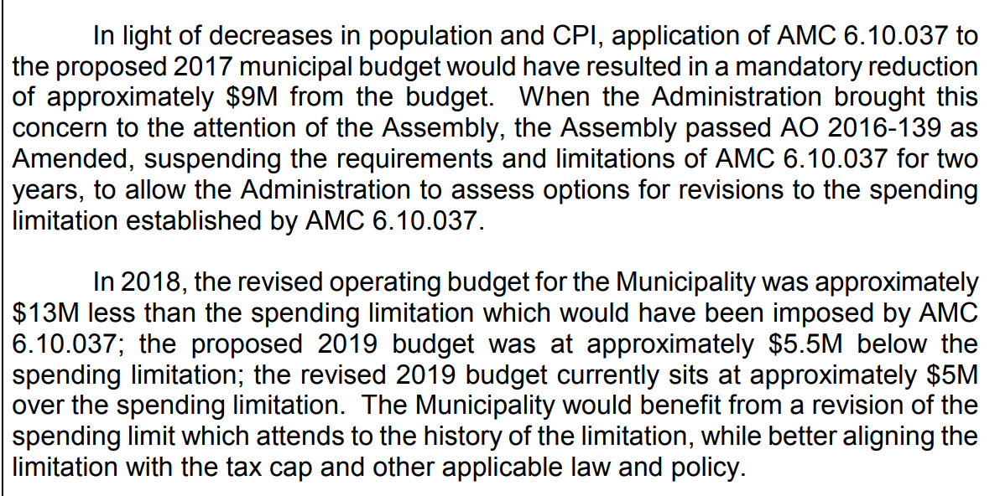 In light of decreases in population and CPI, application of AMC 6.10.037 to
the proposed 2017 municipal budget would have resulted in a mandatory reduction
of approximately $9M from the budget.  When the Administration brought this
concern to the attention of the Assembly, the Assembly passed AO 2016-139 as
Amended, suspending the requirements and limitations of AMC 6.10.037 for two
years, to allow the Administration to assess options for revisions to the spending
limitation established by AMC 6.10.037.
In 2018, the revised operating budget for the Municipality was approximately
$13M less than the spending limitation which would have been imposed by AMC
6.10.037; the proposed 2019 budget was at approximately $5.5M below the
spending limitation; the revised 2019 budget currently sits at approximately $5M
over the spending limitation.  The Municipality would benefit from a revision of the
spending limit which attends to the history of the limitation, while better aligning the
limitation with the tax cap and other applicable law and policy.